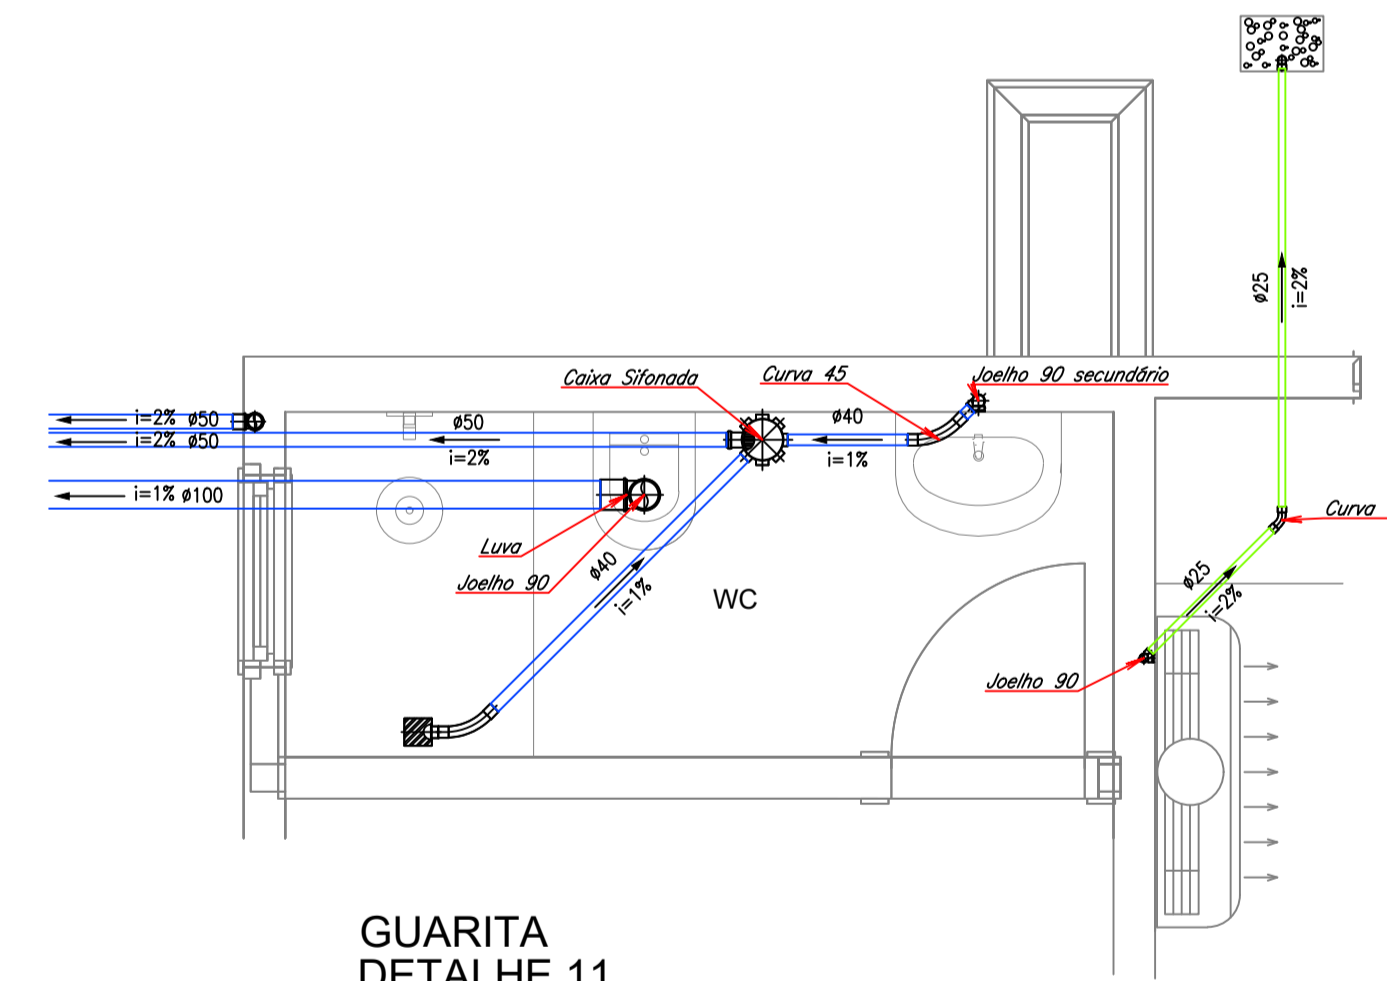 Caixa Sifonada
Curva 45
Joelho 90 secundário
i=2% ø50
i=2% ø50
ø50
i=2%
ø40
i=1%
i=1% ø100
Luva
Joelho 90
ø40
i=1%
WC
ø25
i=2%
Curva
ø25
i=2%
Joelho 90
GUARITA
DETALHE 11